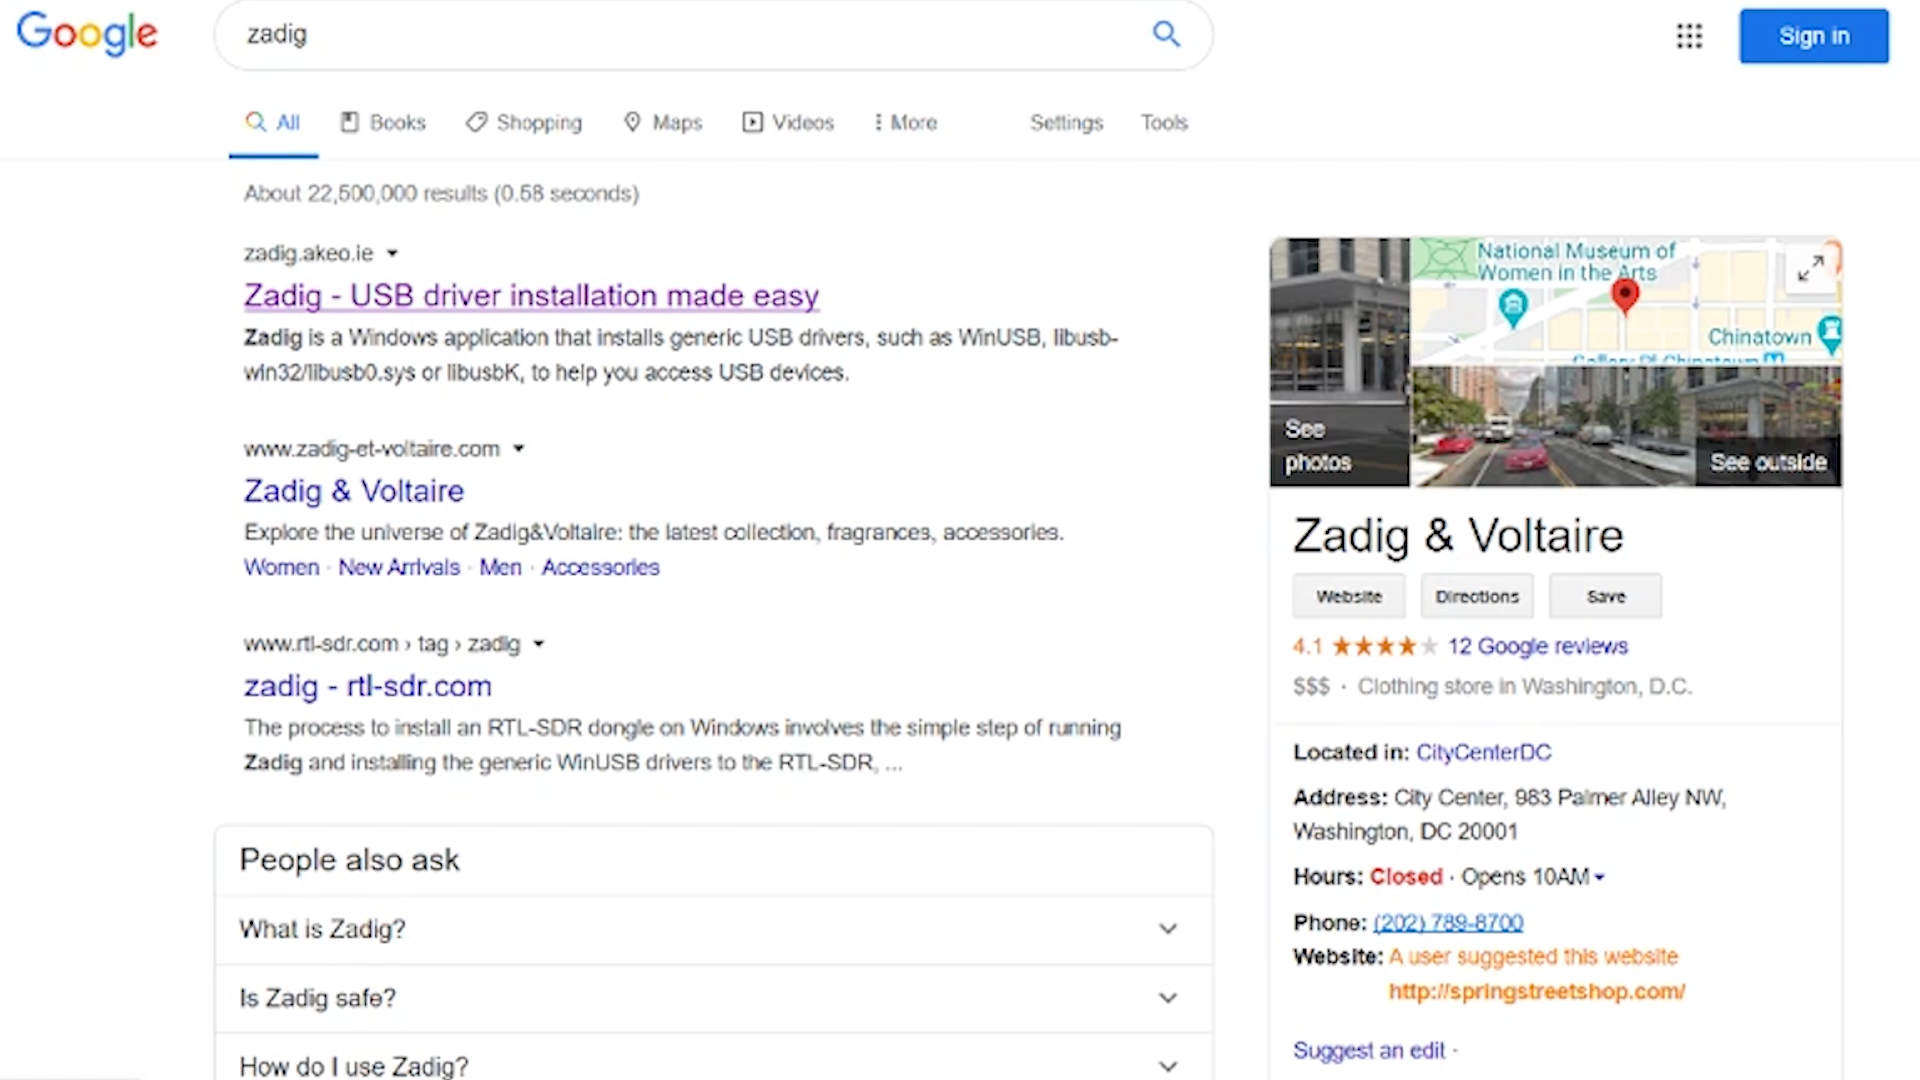 Google
zadig
Sign in
All
Books
Shopping
Maps
Videos
More
Settings
Tools
About 22,500,000 results (0.58 seconds)
zadig.akeo.ie
Zadig - USB driver installation made easy
Zadig is a Windows application that installs generic USB drivers, such as WinUSB, libusb-
win32/libusb0.sys or libusbK, to help you access USB devices.
www.zadig-et-voltaire.com
Zadig & Voltaire
Explore the universe of Zadig&Voltaire: the latest collection, fragrances, accessories.
Women · New Arrivals · Men · Accessories
www.rtl-sdr.com › tag › zadig
zadig - rtl-sdr.com
The process to install an RTL-SDR dongle on Windows involves the simple step of running
Zadig and installing the generic WinUSB drivers to the RTL-SDR, ...
People also ask
What is Zadig?
Is Zadig safe?
How do I use Zadig?
National Museum of
Women in the Arts
Chinatown
See
photos
See outside
Zadig & Voltaire
Website
Directions
Save
4.1
12 Google reviews
$$$ · Clothing store in Washington, D.C.
Located in: CityCenterDC
Address: City Center, 983 Palmer Alley NW,
Washington, DC 20001
Hours: Closed · Opens 10AM
Phone: (202) 789-8700
Website: A user suggested this website
http://springstreetshop.com/
Suggest an edit ·